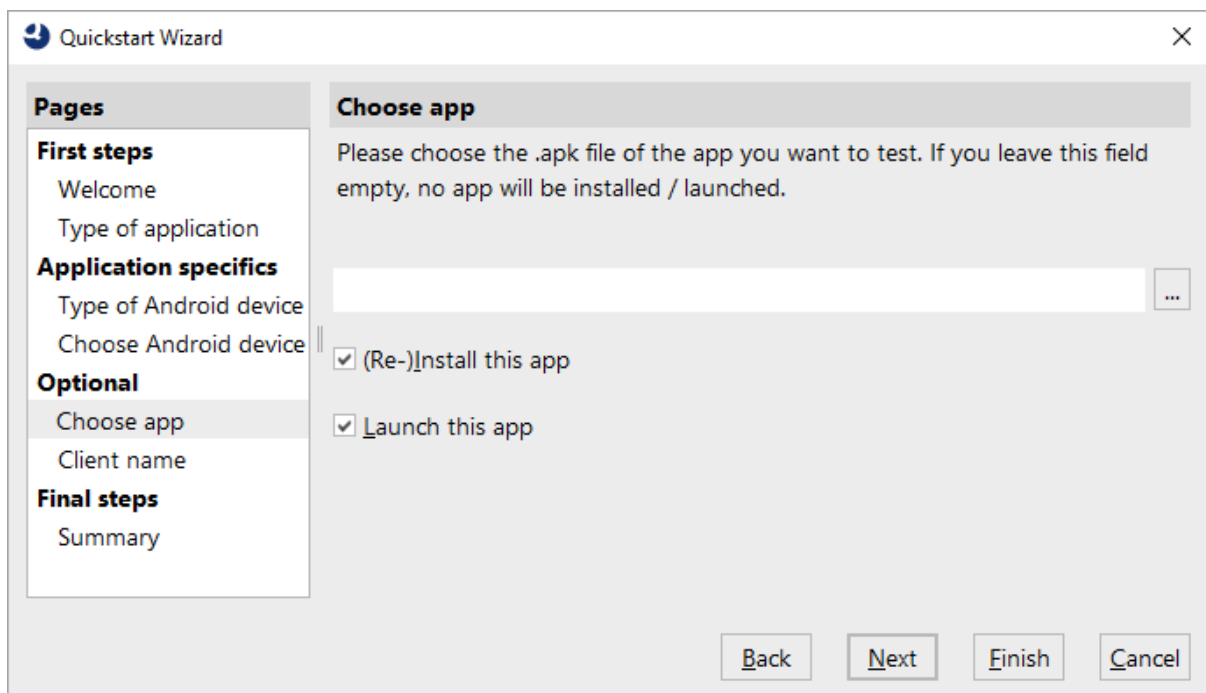 Quickstart Wizard
Pages
First steps
Welcome
Type of application
Application specifics
Type of Android device
Choose Android device
Optional
Choose app
Client name
Final steps
Summary
Choose app
Please choose the .apk file of the app you want to test. If you leave this field
empty, no app will be installed / launched.
...
(Re-)Install this app
Launch this app
Back Next Finish Cancel